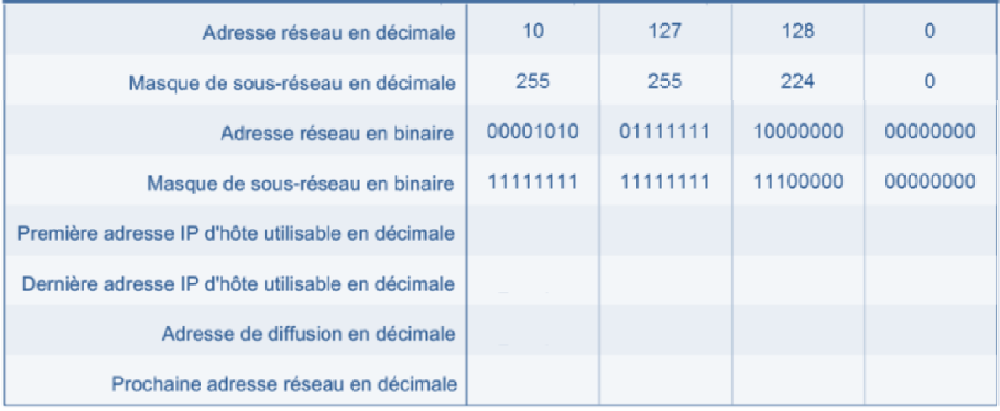 Adresse réseau en décimale 10 127 128 0
Masque de sous-réseau en décimale 255 255 224 0
Adresse réseau en binaire 00001010 01111111 10000000 00000000
Masque de sous-réseau en binaire 11111111 11111111 11100000 00000000
Première adresse IP d'hôte utilisable en décimale
Dernière adresse IP d'hôte utilisable en décimale
Adresse de diffusion en décimale
Prochaine adresse réseau en décimale